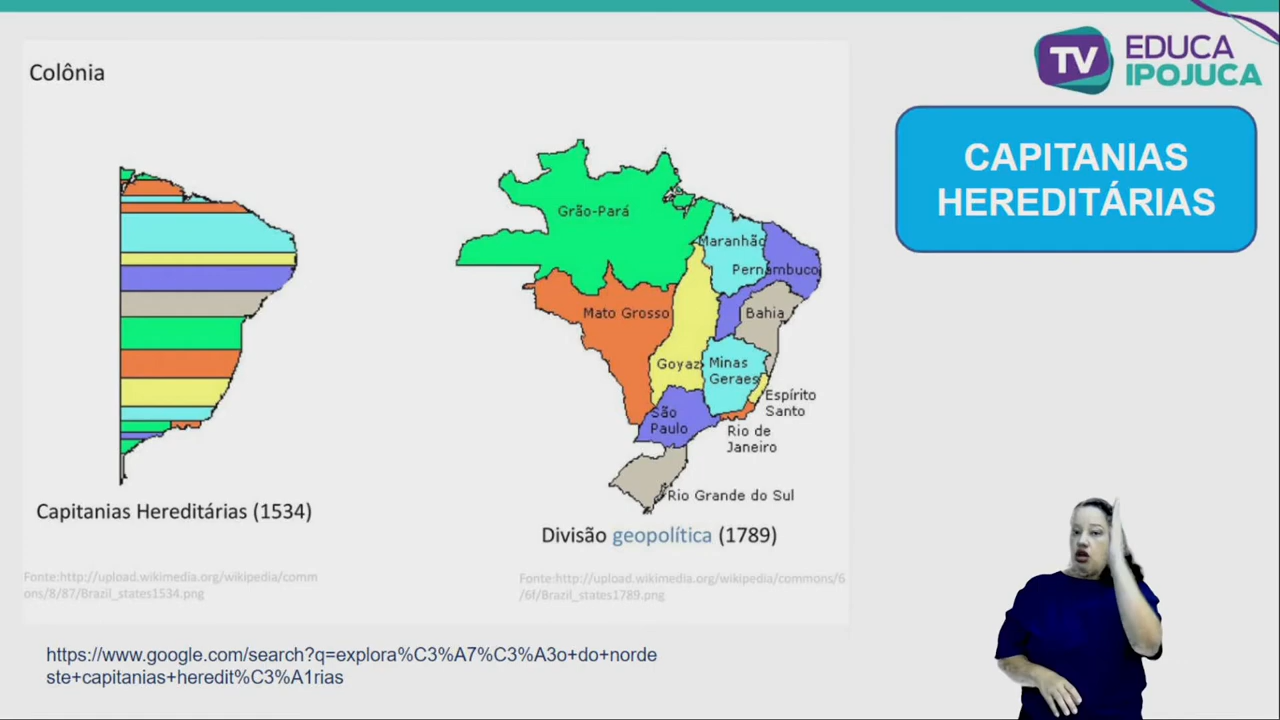 Colônia
TV EDUCA
IPOJUCA
CAPITANIAS
HEREDITÁRIAS
Grão-Pará
Maranhão
Pernambuco
Mato Grosso
Bahia
Goyaz
Minas
Geraes
Espírito
Santo
São
Paulo
Rio de
Janeiro
Rio Grande do Sul
Capitanias Hereditárias (1534)
Divisão geopolítica (1789)
Fonte:http://upload.wikimedia.org/wikipedia/comm
ons/8/87/Brazil_states1534.png
Fonte:http://upload.wikimedia.org/wikipedia/commons/6
/6f/Brazil_states1789.png
https://www.google.com/search?q=explora%C3%A7%C3%A3o+do+norde
ste+capitanias+heredit%C3%A1rias